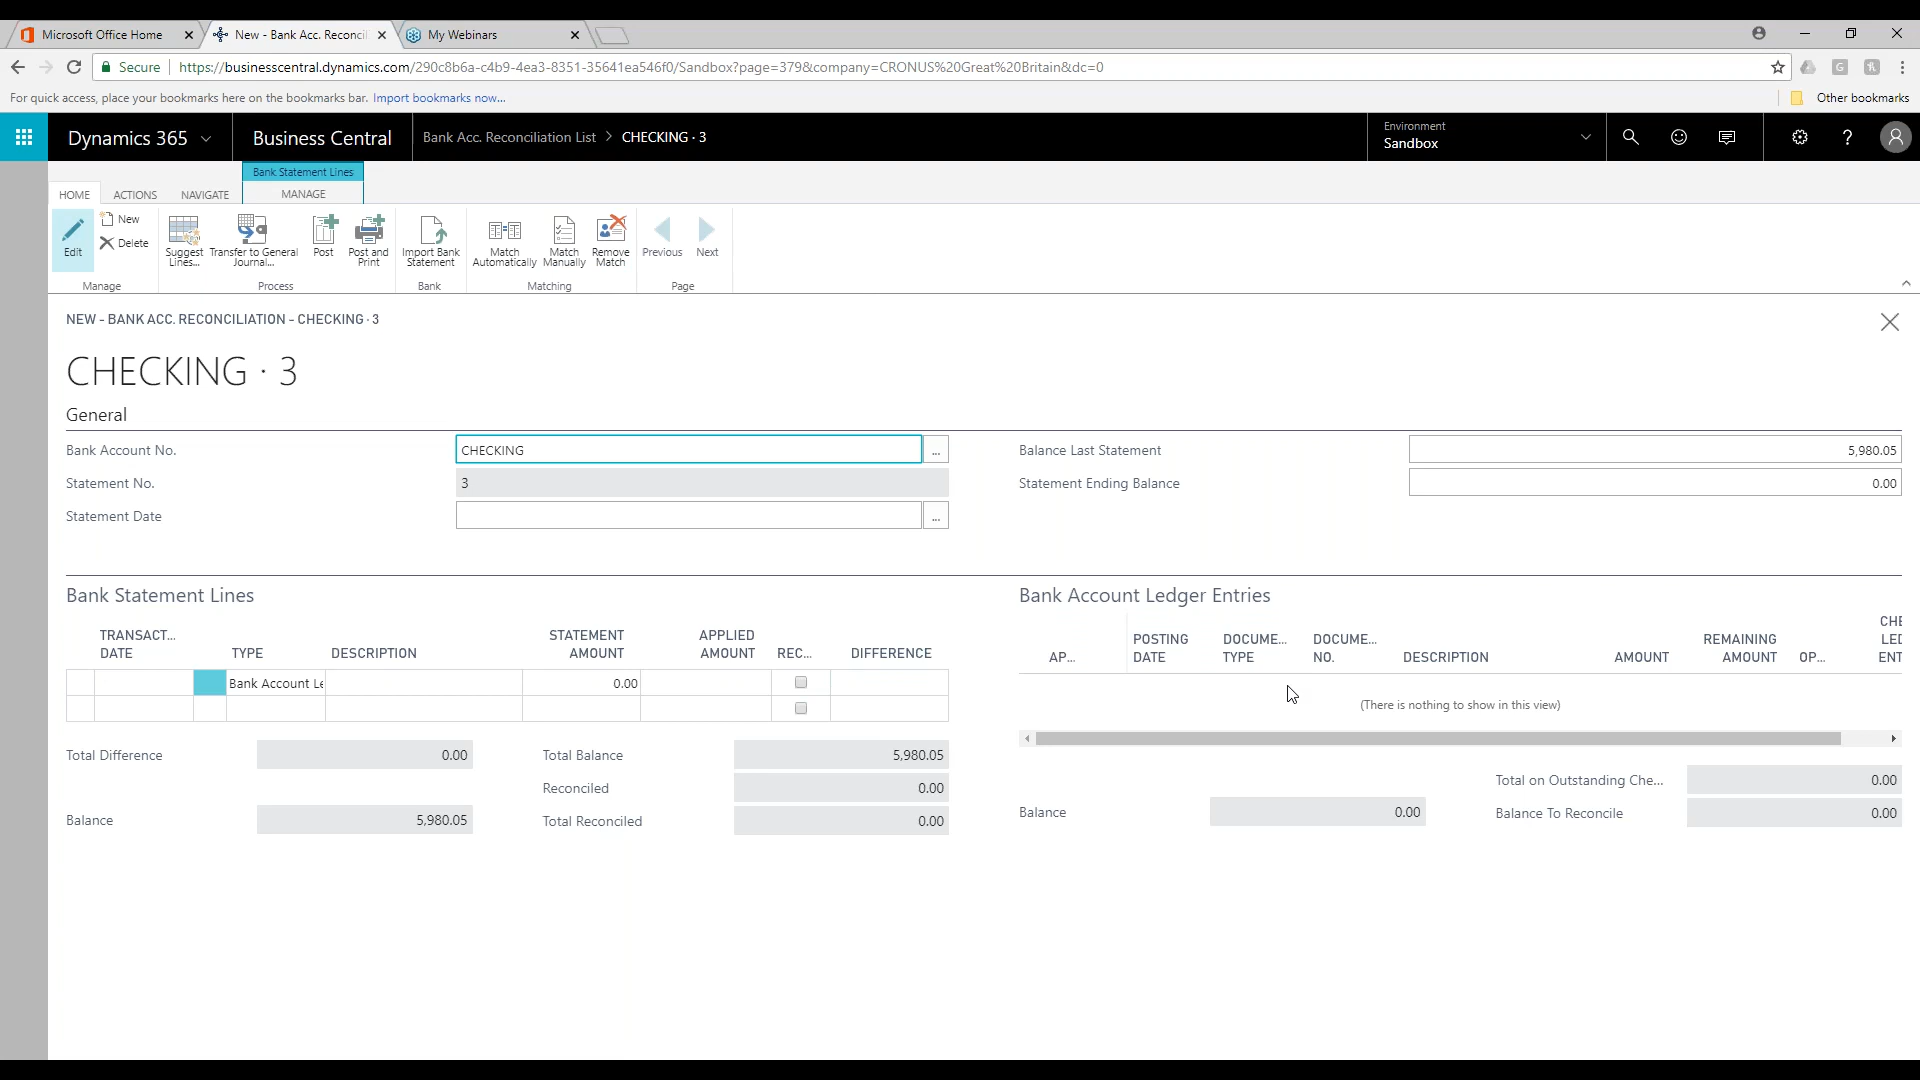 Microsoft Office Home
New - Bank Acc. Reconcil
My Webinars
Secure
https://businesscentral.dynamics.com/290c8b6a-c4b9-4ea3-8351-35641ea546f0/Sandbox?page=379&company=CRONUS%20Great%20Britain&dc=0
For quick access, place your bookmarks here on the bookmarks bar. Import bookmarks now...
Other bookmarks
Dynamics 365
Business Central
Bank Acc. Reconciliation List > CHECKING · 3
Environment
Sandbox
Bank Statement Lines
HOME ACTIONS NAVIGATE MANAGE
Edit
New
Delete
Suggest Lines...
Transfer to General Journal...
Post
Post and Print
Import Bank Statement
Match Automatically
Match Manually
Remove Match
Previous
Next
Manage Process Bank Matching Page
NEW - BANK ACC. RECONCILIATION - CHECKING · 3
CHECKING · 3
General
Bank Account No. CHECKING ...
Balance Last Statement 5,980.05
Statement No. 3
Statement Ending Balance 0.00
Statement Date ...
Bank Statement Lines
TRANSACT... DATE TYPE DESCRIPTION STATEMENT AMOUNT APPLIED AMOUNT REC... DIFFERENCE
Bank Account Le 0.00
Total Difference 0.00
Total Balance 5,980.05
Reconciled 0.00
Balance 5,980.05
Total Reconciled 0.00
Bank Account Ledger Entries
AP... POSTING DATE DOCUME... TYPE DOCUME... NO. DESCRIPTION AMOUNT REMAINING AMOUNT OP... CHE LED ENT
(There is nothing to show in this view)
Total on Outstanding Che... 0.00
Balance 0.00
Balance To Reconcile 0.00